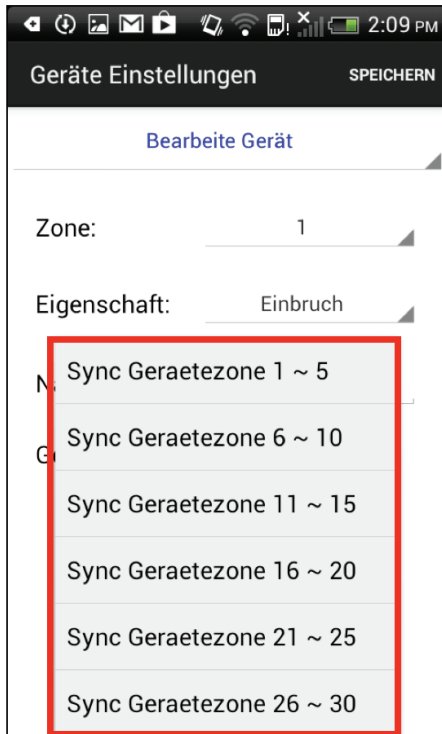 2:09 PM
Geräte Einstellungen SPEICHERN
Bearbeite Gerät
Zone: 1
Eigenschaft: Einbruch
Sync Geraetezone 1 ~ 5
Sync Geraetezone 6 ~ 10
Sync Geraetezone 11 ~ 15
Sync Geraetezone 16 ~ 20
Sync Geraetezone 21 ~ 25
Sync Geraetezone 26 ~ 30